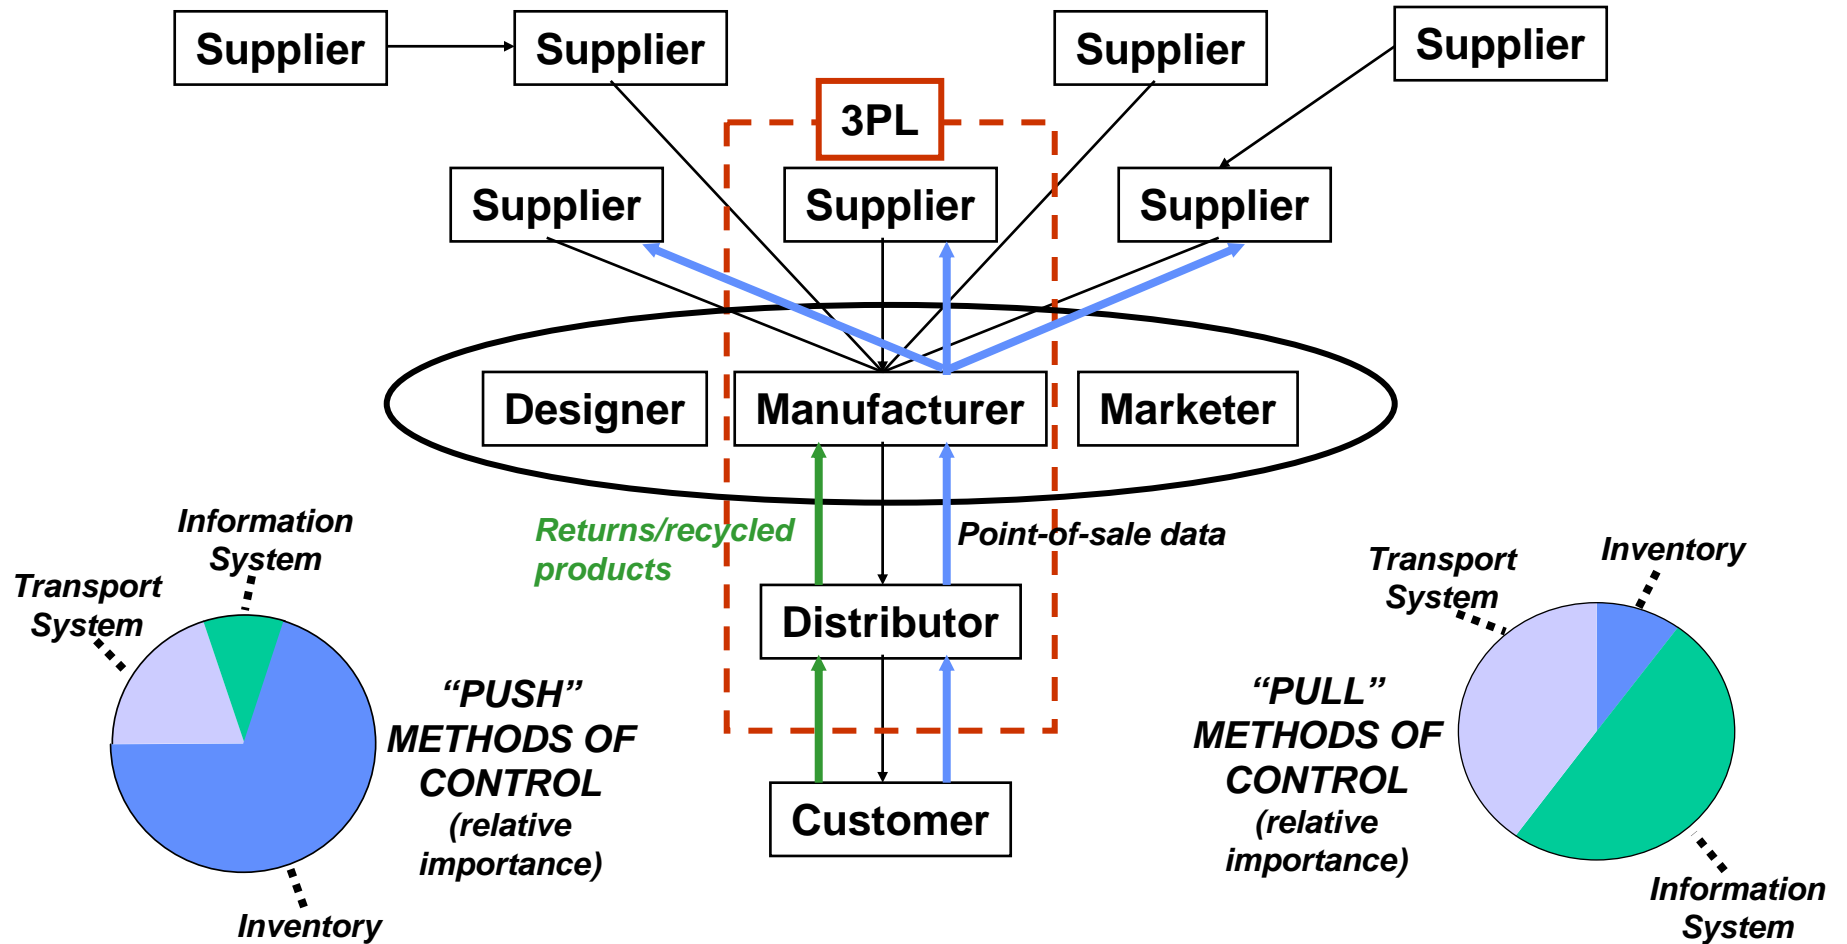 Supplier
Supplier
Supplier
Supplier
3PL
Supplier
Supplier
Supplier
Designer
Manufacturer
Marketer
Returns/recycled
products
Point-of-sale data
Distributor
Customer
Information
System
Transport
System
Inventory
“PUSH”
METHODS OF
CONTROL
(relative
importance)
“PULL”
METHODS OF
CONTROL
(relative
importance)
Transport
System
Inventory
Information
System